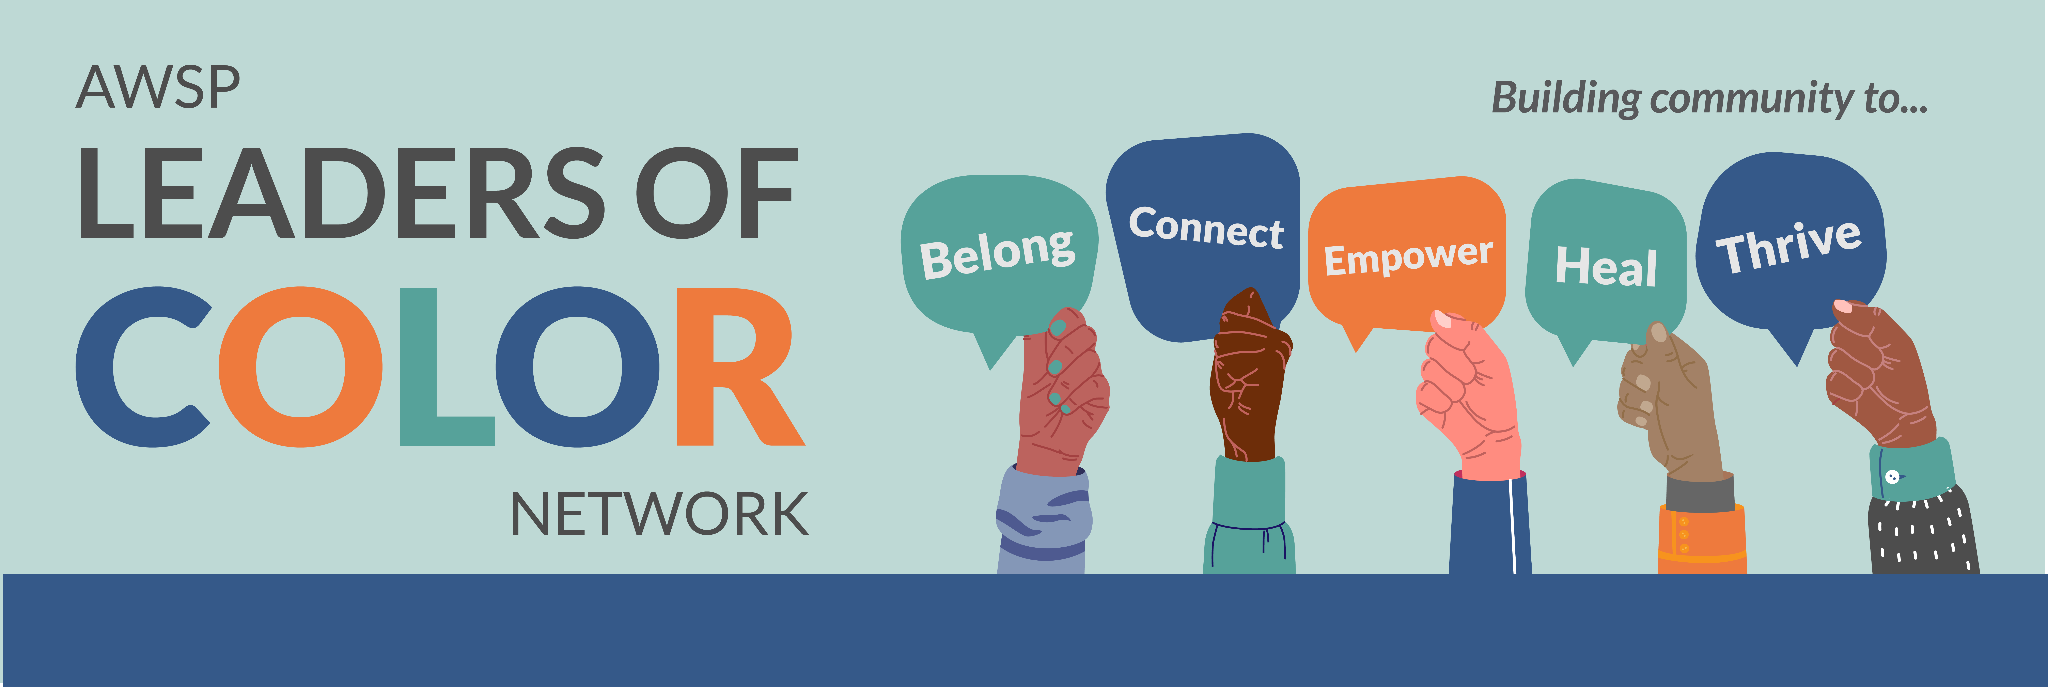 AWSP
LEADERS OF
COLOR
NETWORK
Building community to...
Belong
Connect
Empower
Heal
Thrive